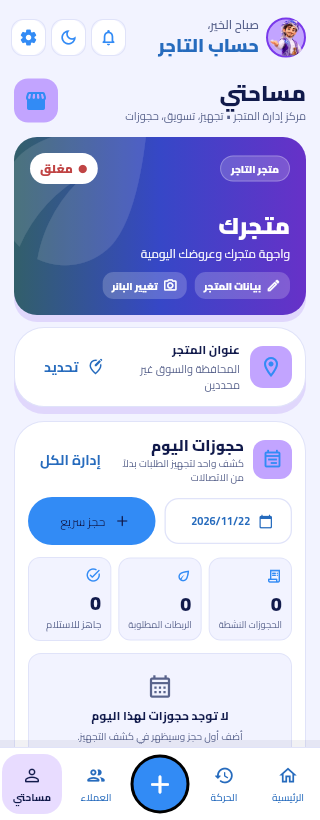 صباح الخير،
حساب التاجر
مساحتي
مركز إدارة المتجر • تجهيز، تسويق، حجوزات
متجر التاجر
مغلق
متجرك
واجهة متجرك وعروضك اليومية
بيانات المتجر
تغيير البانر
عنوان المتجر
المحافظة والسوق غير
محددين
تحديد
حجوزات اليوم
كشف واحد لتجهيز الطلبات بدلاً
من الاتصالات
إدارة الكل
2026/11/22
حجز سريع
0
الحجوزات النشطة
0
الربطات المطلوبة
0
جاهز للاستلام
لا توجد حجوزات لهذا اليوم
أضف أول حجز وسيظهر في كشف التجهيز.
الرئيسية
الحركة
العملاء
مساحتي